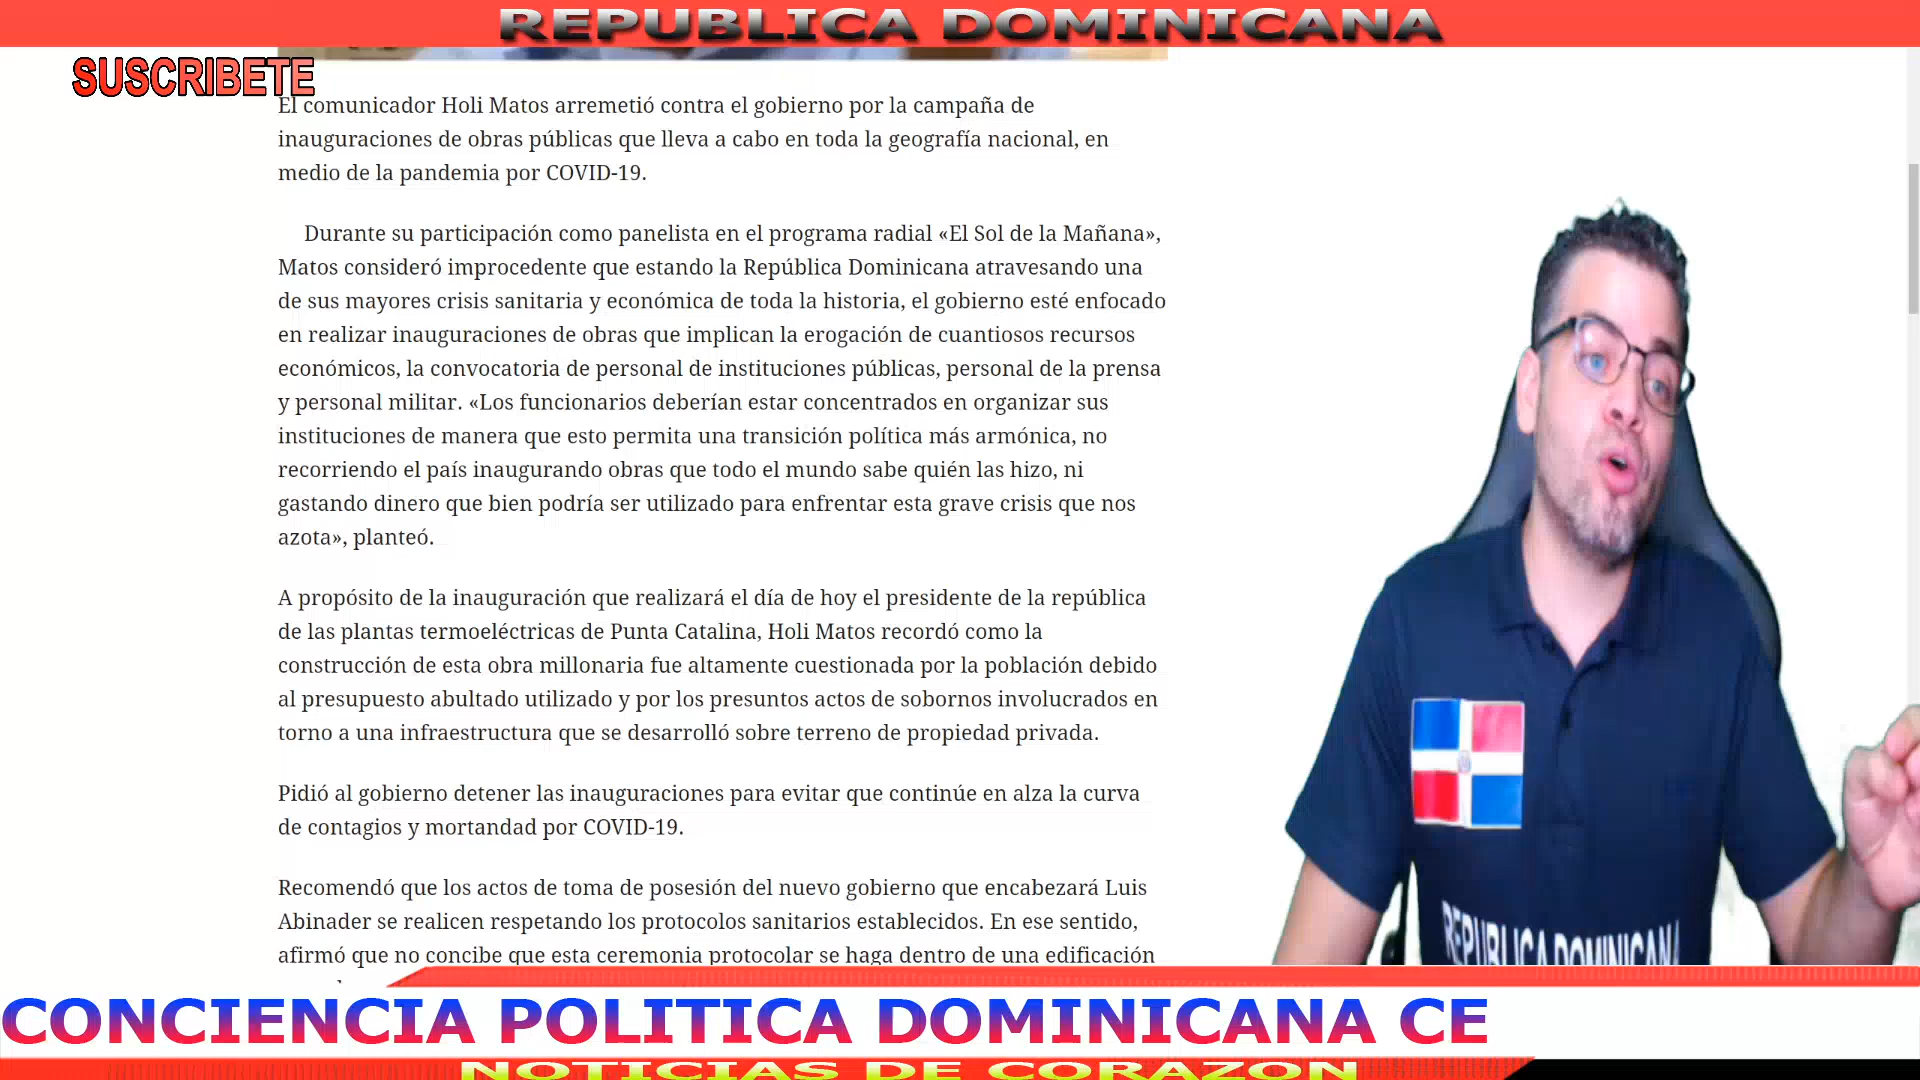 REPUBLICA DOMINICANA
SUSCRIBETE
El comunicador Holi Matos arremetió contra el gobierno por la campaña de
inauguraciones de obras públicas que lleva a cabo en toda la geografía nacional, en
medio de la pandemia por COVID-19.
Durante su participación como panelista en el programa radial «El Sol de la Mañana»,
Matos consideró improcedente que estando la República Dominicana atravesando una
de sus mayores crisis sanitaria y económica de toda la historia, el gobierno esté enfocado
en realizar inauguraciones de obras que implican la erogación de cuantiosos recursos
económicos, la convocatoria de personal de instituciones públicas, personal de la prensa
y personal militar. «Los funcionarios deberían estar concentrados en organizar sus
instituciones de manera que esto permita una transición política más armónica, no
recorriendo el país inaugurando obras que todo el mundo sabe quién las hizo, ni
gastando dinero que bien podría ser utilizado para enfrentar esta grave crisis que nos
azota», planteó.
A propósito de la inauguración que realizará el día de hoy el presidente de la república
de las plantas termoeléctricas de Punta Catalina, Holi Matos recordó como la
construcción de esta obra millonaria fue altamente cuestionada por la población debido
al presupuesto abultado utilizado y por los presuntos actos de sobornos involucrados en
torno a una infraestructura que se desarrolló sobre terreno de propiedad privada.
Pidió al gobierno detener las inauguraciones para evitar que continúe en alza la curva
de contagios y mortandad por COVID-19.
Recomendó que los actos de toma de posesión del nuevo gobierno que encabezará Luis
Abinader se realicen respetando los protocolos sanitarios establecidos. En ese sentido,
afirmó que no concibe que esta ceremonia protocolar se haga dentro de una edificación
REPUBLICA DOMINICANA
CONCIENCIA POLITICA DOMINICANA CE
NOTICIAS DE CORAZON